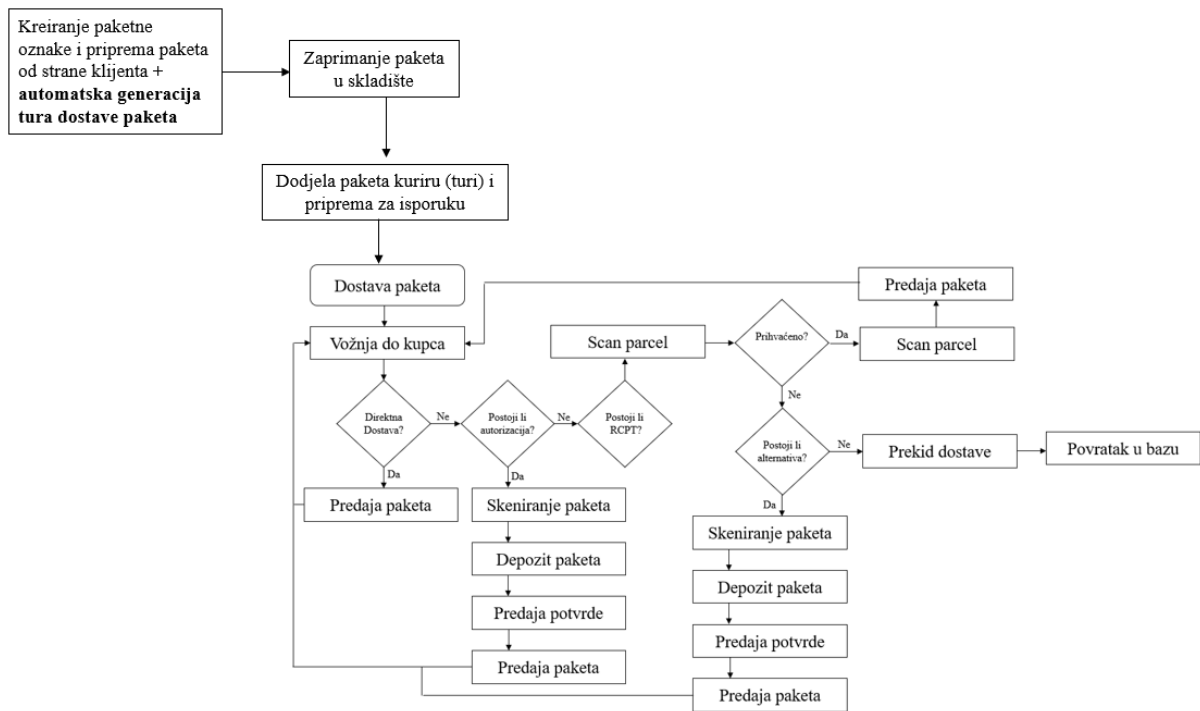 Kreiranje paketne
oznake i priprema paketa
od strane klijenta +
automatska generacija
tura dostave paketa
Zaprimanje paketa
u skladište
Dodjela paketa kuriru (turi) i
priprema za isporuku
Dostava paketa
Vožnja do kupca
Predaja paketa
Scan parcel
Prihvaćeno?
Da
Scan parcel
Ne
Direktna
Dostava?
Ne
Postoji li
autorizacija?
Ne
Postoji li
RCPT?
Postoji li
alternativa?
Ne
Prekid dostave
Povratak u bazu
Da
Predaja paketa
Da
Skeniranje paketa
Depozit paketa
Predaja potvrde
Predaja paketa
Da
Skeniranje paketa
Depozit paketa
Predaja potvrde
Predaja paketa